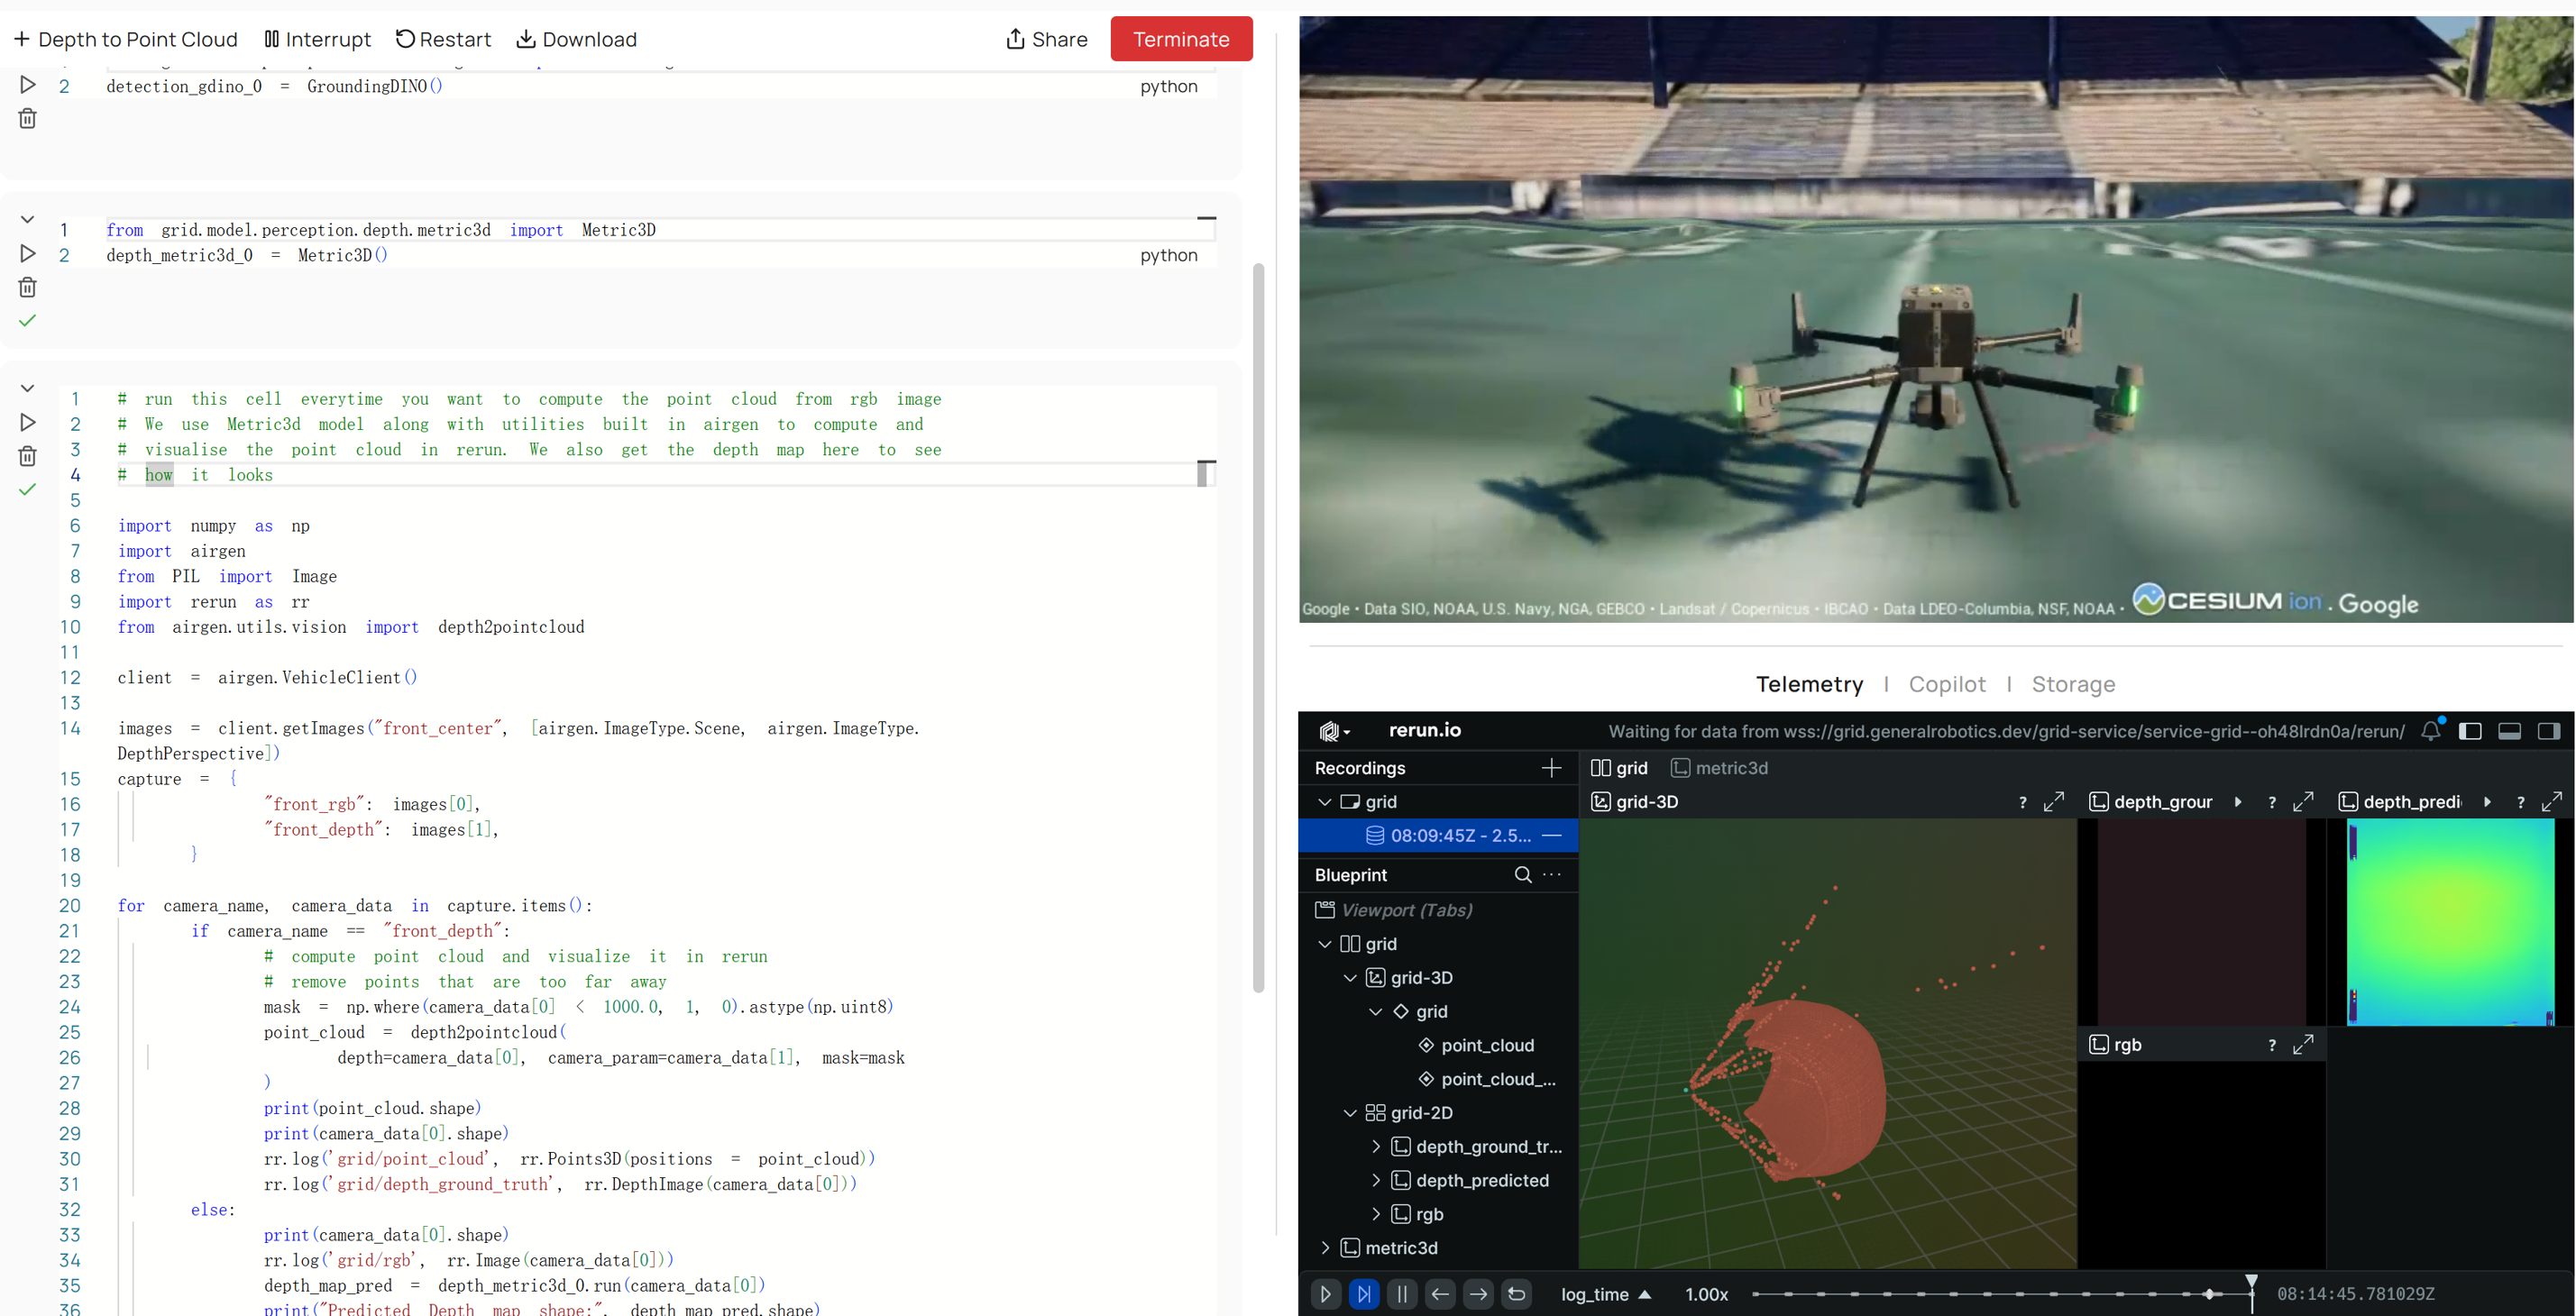 + Depth to Point Cloud Interrupt Restart Download Share Terminate
2 detection_gdino_0 = GroundingDINO()
python
1 from grid.model.perception.depth.metric3d import Metric3D
2 depth_metric3d_0 = Metric3D()
python
1 # run this cell everytime you want to compute the point cloud from rgb image
2 # We use Metric3d model along with utilities built in airgen to compute and
3 # visualise the point cloud in rerun. We also get the depth map here to see
4 # how it looks
5
6 import numpy as np
7 import airgen
8 from PIL import Image
9 import rerun as rr
10 from airgen.utils.vision import depth2pointcloud
11
12 client = airgen.VehicleClient()
13
14 images = client.getImages("front_center", [airgen.ImageType.Scene, airgen.ImageType.
DepthPerspective])
15 capture = {
16 "front_rgb": images[0],
17 "front_depth": images[1],
18 }
19
20 for camera_name, camera_data in capture.items():
21 if camera_name == "front_depth":
22 # compute point cloud and visualize it in rerun
23 # remove points that are too far away
24 mask = np.where(camera_data[0] < 1000.0, 1, 0).astype(np.uint8)
25 point_cloud = depth2pointcloud(
26 depth=camera_data[0], camera_param=camera_data[1], mask=mask
27 )
28 print(point_cloud.shape)
29 print(camera_data[0].shape)
30 rr.log('grid/point_cloud', rr.Points3D(positions = point_cloud))
31 rr.log('grid/depth_ground_truth', rr.DepthImage(camera_data[0]))
32 else:
33 print(camera_data[0].shape)
34 rr.log('grid/rgb', rr.Image(camera_data[0]))
35 depth_map_pred = depth_metric3d_0.run(camera_data[0])
36 print("Predicted Depth map shape:", depth_map_pred.shape)
CESIUM ion . Google
Google • Data SIO, NOAA, U.S. Navy, NGA, GEBCO • Landsat / Copernicus • IBCAO • Data LDEO-Columbia, NSF, NOAA •
Telemetry | Copilot | Storage
rerun.io
Waiting for data from wss://grid.generalrobotics.dev/grid-service/service-grid--oh48lrdn0a/rerun/
Recordings
grid
08:09:45Z - 2.5...
Blueprint
Viewport (Tabs)
grid
grid-3D
grid
point_cloud
point_cloud_...
grid-2D
depth_ground_tr...
depth_predicted
rgb
metric3d
grid metric3d
grid-3D ?
depth_grour ?
depth_predi ?
rgb ?
log_time 1.00x 08:14:45.781029Z